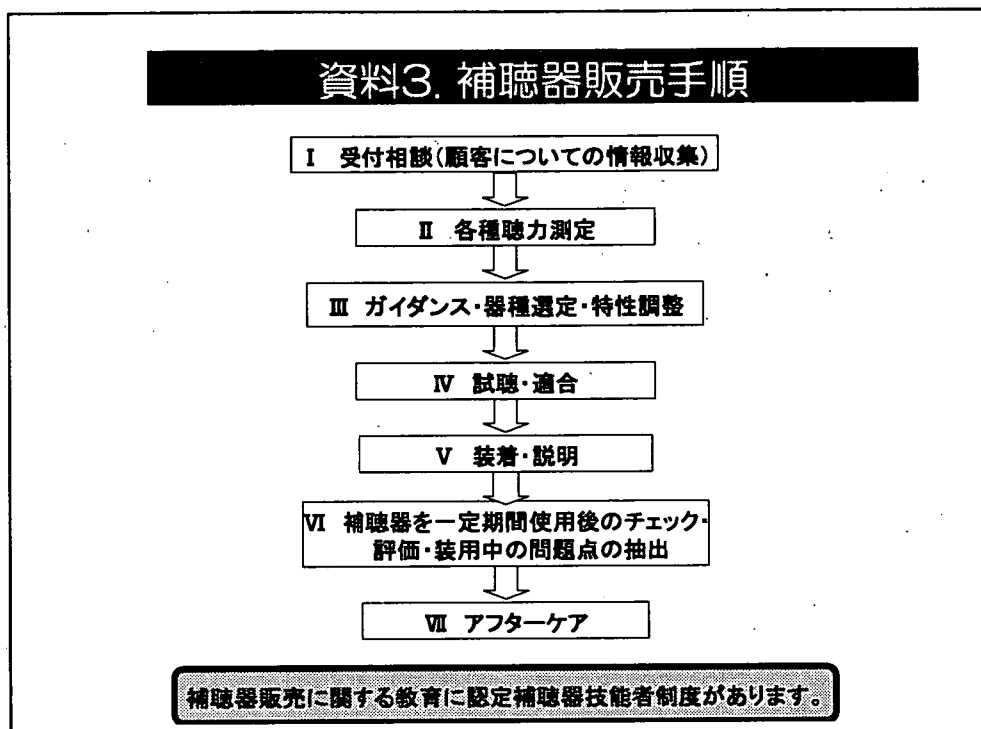 資料3. 補聴器販売手順
Ⅰ 受付相談(顧客についての情報収集)
Ⅱ 各種聴力測定
Ⅲ ガイダンス・器種選定・特性調整
Ⅳ 試聴・適合
Ⅴ 装着・説明
Ⅵ 補聴器を一定期間使用後のチェック・
評価・装用中の問題点の抽出
Ⅶ アフターケア
補聴器販売に関する教育に認定補聴器技能者制度があります。